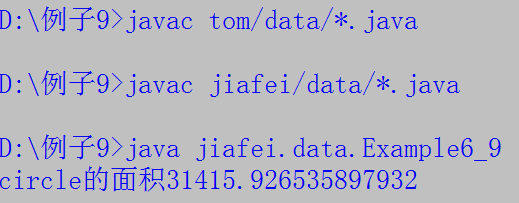 D:\例子9>javac tom/data/*.java
D:\例子9>javac jiafei/data/*.java
D:\例子9>java jiafei.data.Example6_9
circle的面积31415.926535897932